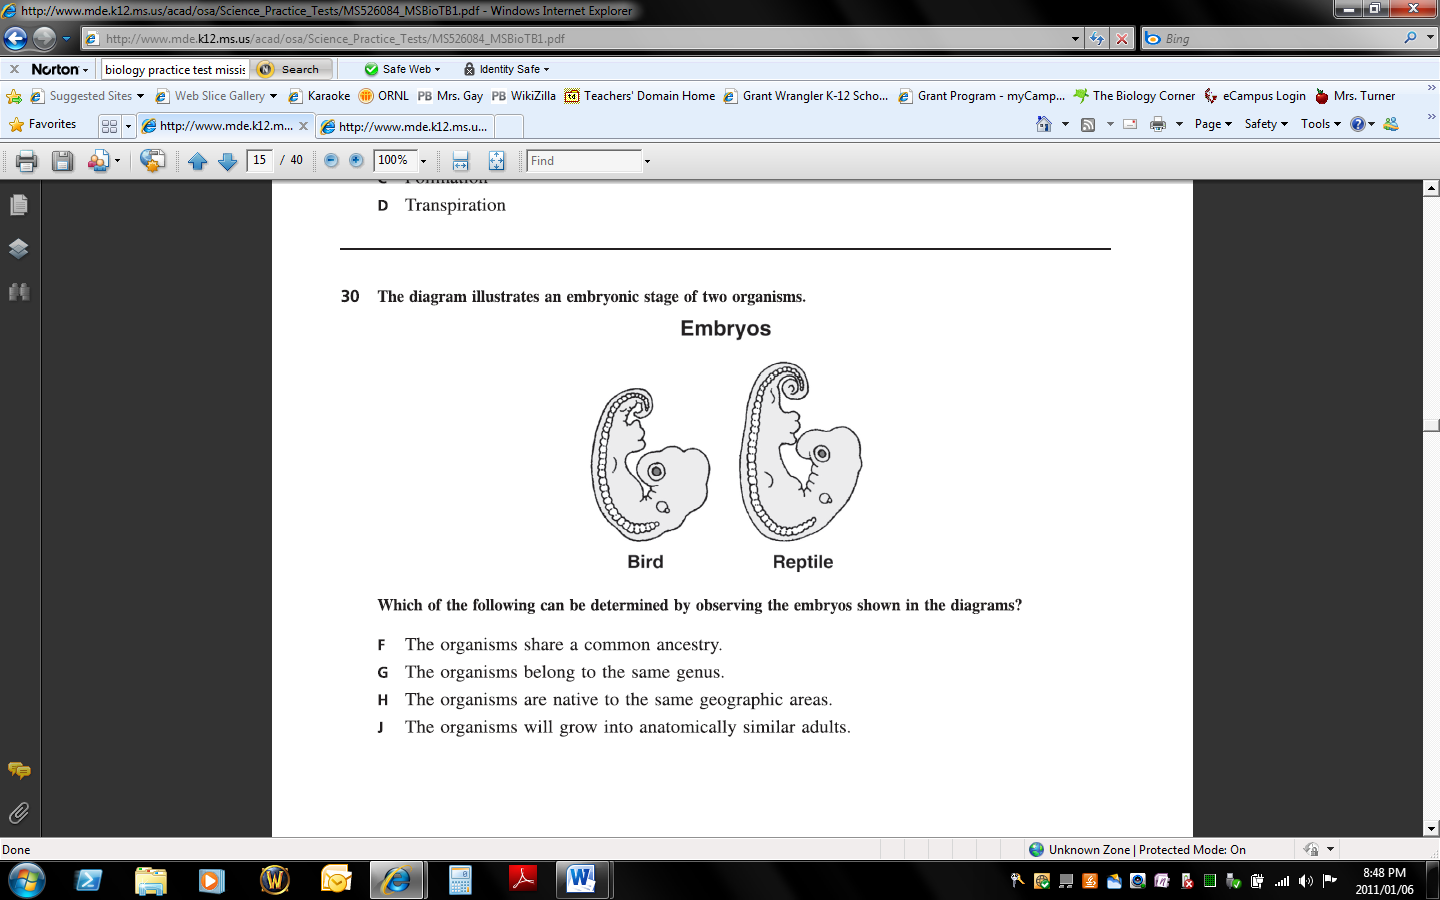 http://www.mde.k12.ms.us/acad/osa/Science_Practice_Tests/MS526084_MSBioTB1.pdf - Windows Internet Explorer
http://www.mde.k12.ms.us/acad/osa/Science_Practice_Tests/MS526084_MSBioTB1.pdf
Bing
X Norton biology practice test missis Search Safe Web Identity Safe
Suggested Sites Web Slice Gallery Karaoke ORNL PB Mrs. Gay PB WikiZilla td Teachers' Domain Home Grant Wrangler K-12 Scho... Grant Program - myCamp... The Biology Corner eCampus Login Mrs. Turner
Favorites http://www.mde.k12.m... http://www.mde.k12.ms.u... Page Safety Tools
15 / 40 100% Find
D Transpiration
30 The diagram illustrates an embryonic stage of two organisms.
Embryos
Bird Reptile
Which of the following can be determined by observing the embryos shown in the diagrams?
F The organisms share a common ancestry.
G The organisms belong to the same genus.
H The organisms are native to the same geographic areas.
J The organisms will grow into anatomically similar adults.
Done Unknown Zone | Protected Mode: On
8:48 PM
2011/01/06